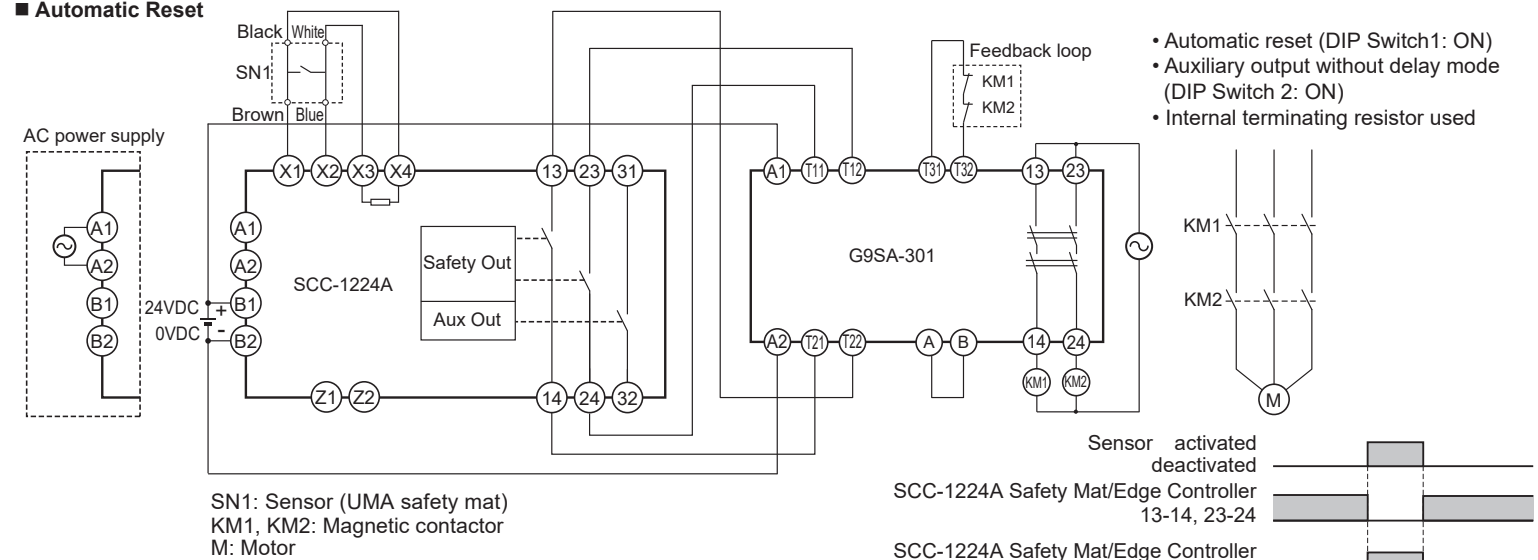 ■ Automatic Reset
Black White
SN1
Brown Blue
Feedback loop
KM1
KM2
• Automatic reset (DIP Switch1: ON)
• Auxiliary output without delay mode
(DIP Switch 2: ON)
• Internal terminating resistor used
AC power supply
A1
A2
B1
B2
X1 X2 X3 X4 13 23 31
A1
A2
B1
B2
24VDC + 
0VDC -
SCC-1224A
Safety Out
Aux Out
Z1 Z2 14 24 32
A1 T11 T12 T31 T32 13 23
G9SA-301
A2 T21 T22 A B 14 24
KM1 KM2
KM1
KM2
M
SN1: Sensor (UMA safety mat)
KM1, KM2: Magnetic contactor
M: Motor
Sensor activated
deactivated
SCC-1224A Safety Mat/Edge Controller
13-14, 23-24
SCC-1224A Safety Mat/Edge Controller